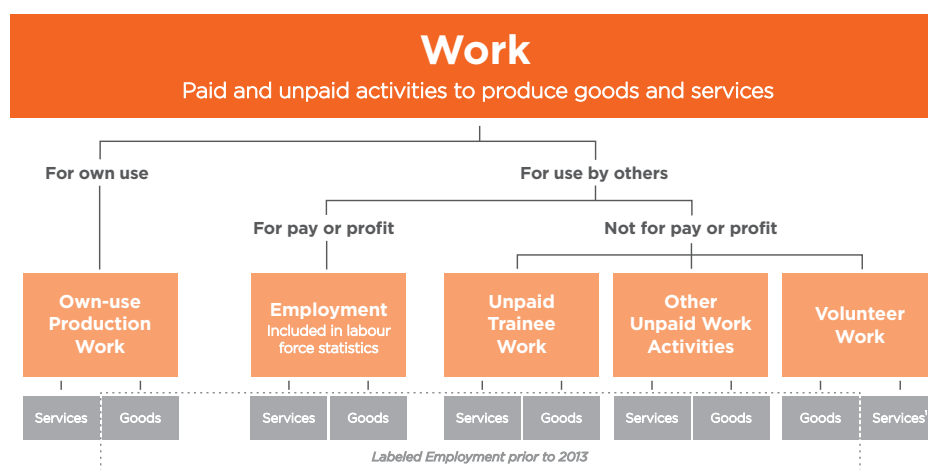 Work
Paid and unpaid activities to produce goods and services
For own use
For use by others
For pay or profit
Not for pay or profit
Own-use
Production
Work
Employment
Included in labour
force statistics
Unpaid
Trainee
Work
Other
Unpaid Work
Activities
Volunteer
Work
Services
Goods
Services
Goods
Services
Goods
Services
Goods
Goods
Services¹
Labeled Employment prior to 2013